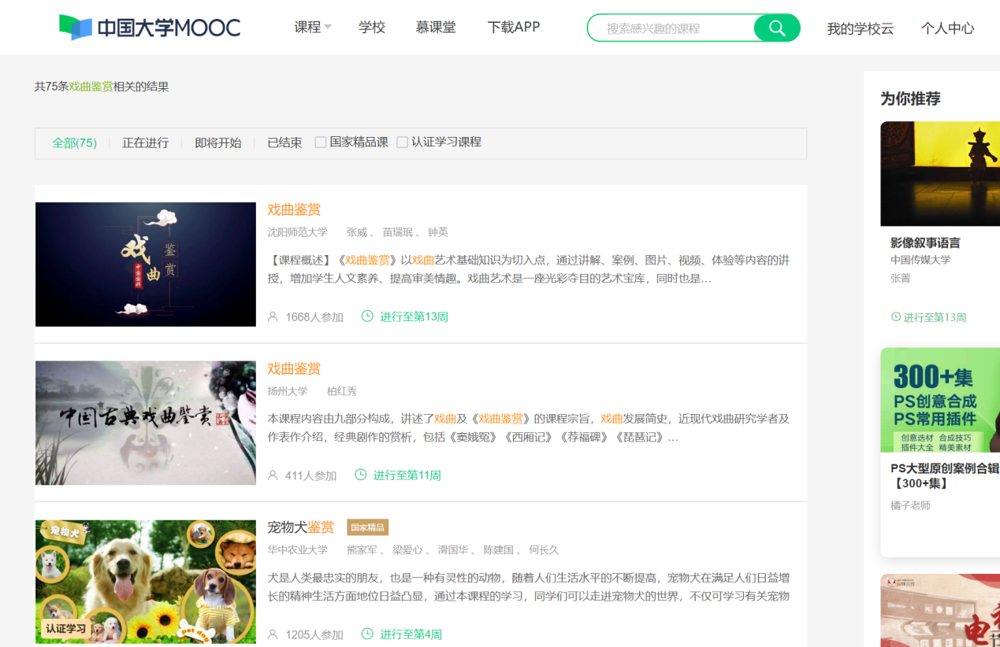 中国大学MOOC
课程 学校 慕课堂 下载APP
搜索感兴趣的课程
我的学校云 个人中心
共75条戏曲鉴赏相关的结果
全部(75) 正在进行 即将开始 已结束 国家精品课 认证学习课程
戏曲
鉴赏
戏曲鉴赏
沈阳师范大学 张威 、 苗瑞珉 、 钟英
【课程概述】《戏曲鉴赏》以戏曲艺术基础知识为切入点，通过讲解、案例、图片、视频、体验等内容的讲
授，增加学生人文素养、提高审美情趣。戏曲艺术是一座光彩夺目的艺术宝库，同时也是…
1668人参加 进行至第13周
中国古典戏曲鉴赏
戏曲鉴赏
扬州大学 柏红秀
本课程内容由九部分构成，讲述了戏曲及《戏曲鉴赏》的课程宗旨，戏曲发展简史，近现代戏曲研究学者及
作表作介绍，经典剧作的赏析，包括《窦娥冤》《西厢记》《荐福碑》《琵琶记》…
411人参加 进行至第11周
宠物犬
认证学习
pet dog
宠物犬鉴赏 国家精品
华中农业大学 熊家军 、 梁爱心 、 滑国华 、 陈建国 、 何长久
犬是人类最忠实的朋友，也是一种有灵性的动物，随着人们生活水平的不断提高，宠物犬在满足人们日益增
长的精神生活方面地位日益凸显，通过本课程的学习，同学们可以走进宠物犬的世界，不仅可学习有关宠物
1205人参加 进行至第4周
为你推荐
影像叙事语言
中国传媒大学
张菁
进行至第13周
300+集
PS创意合成
PS常用插件
创意选材 合成技巧
插件大全 精美素材
PS大型原创案例合辑
【300+集】
橘子老师